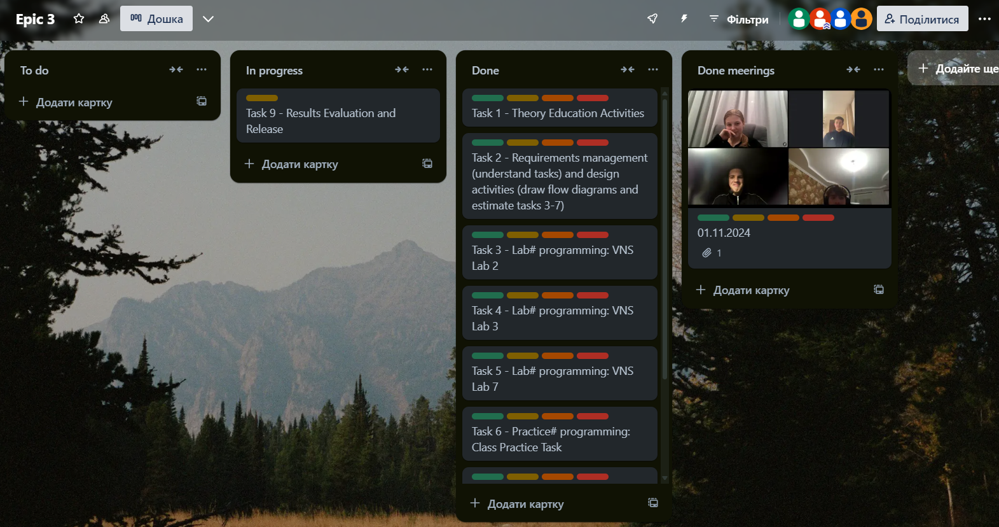 Epic 3
Дошка
Фільтри
Поділитися
To do
Додати картку
In progress
Task 9 - Results Evaluation and
Release
Додати картку
Done
Task 1 - Theory Education Activities
Task 2 - Requirements management
(understand tasks) and design
activities (draw flow diagrams and
estimate tasks 3-7)
Task 3 - Lab# programming: VNS
Lab 2
Task 4 - Lab# programming: VNS
Lab 3
Task 5 - Lab# programming: VNS
Lab 7
Task 6 - Practice# programming:
Class Practice Task
Додати картку
Done meerings
01.11.2024
1
Додати картку
Додайте ще